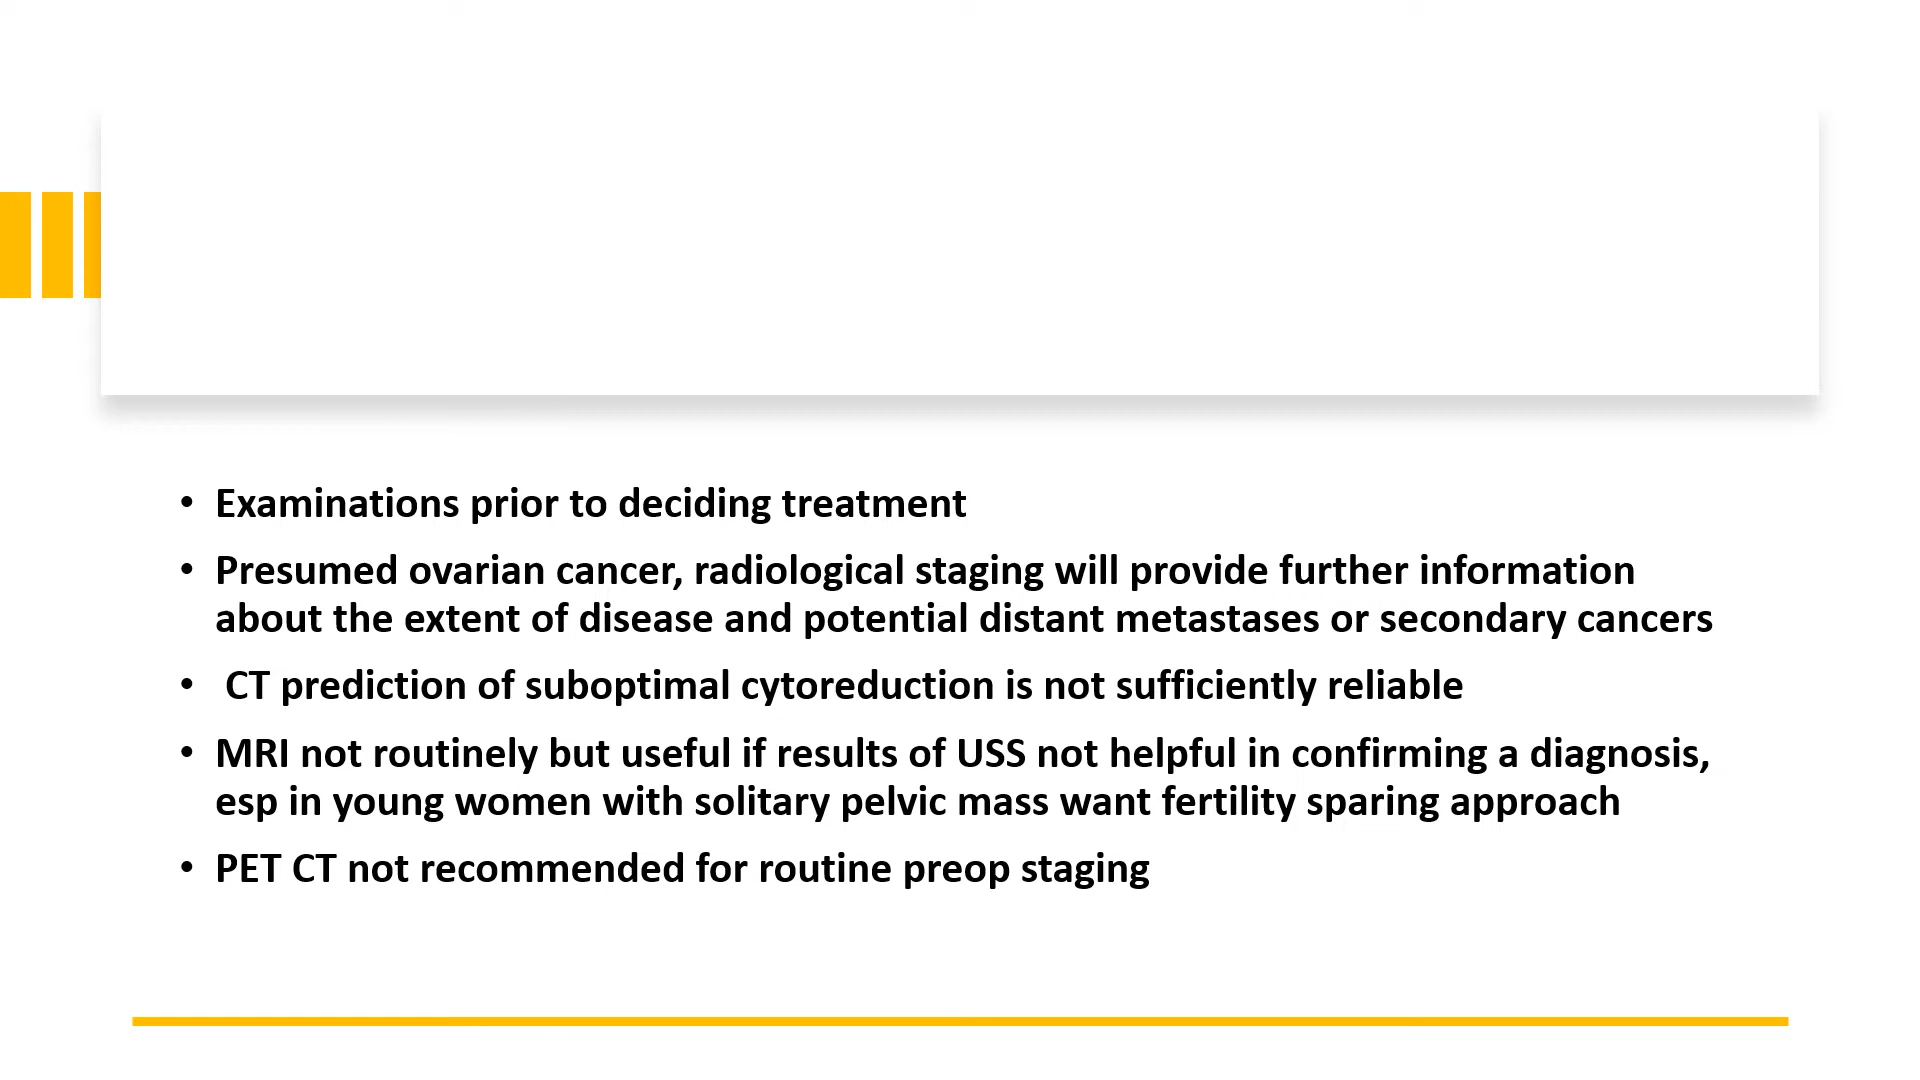 • Examinations prior to deciding treatment
• Presumed ovarian cancer, radiological staging will provide further information
about the extent of disease and potential distant metastases or secondary cancers
• CT prediction of suboptimal cytoreduction is not sufficiently reliable
• MRI not routinely but useful if results of USS not helpful in confirming a diagnosis,
esp in young women with solitary pelvic mass want fertility sparing approach
• PET CT not recommended for routine preop staging